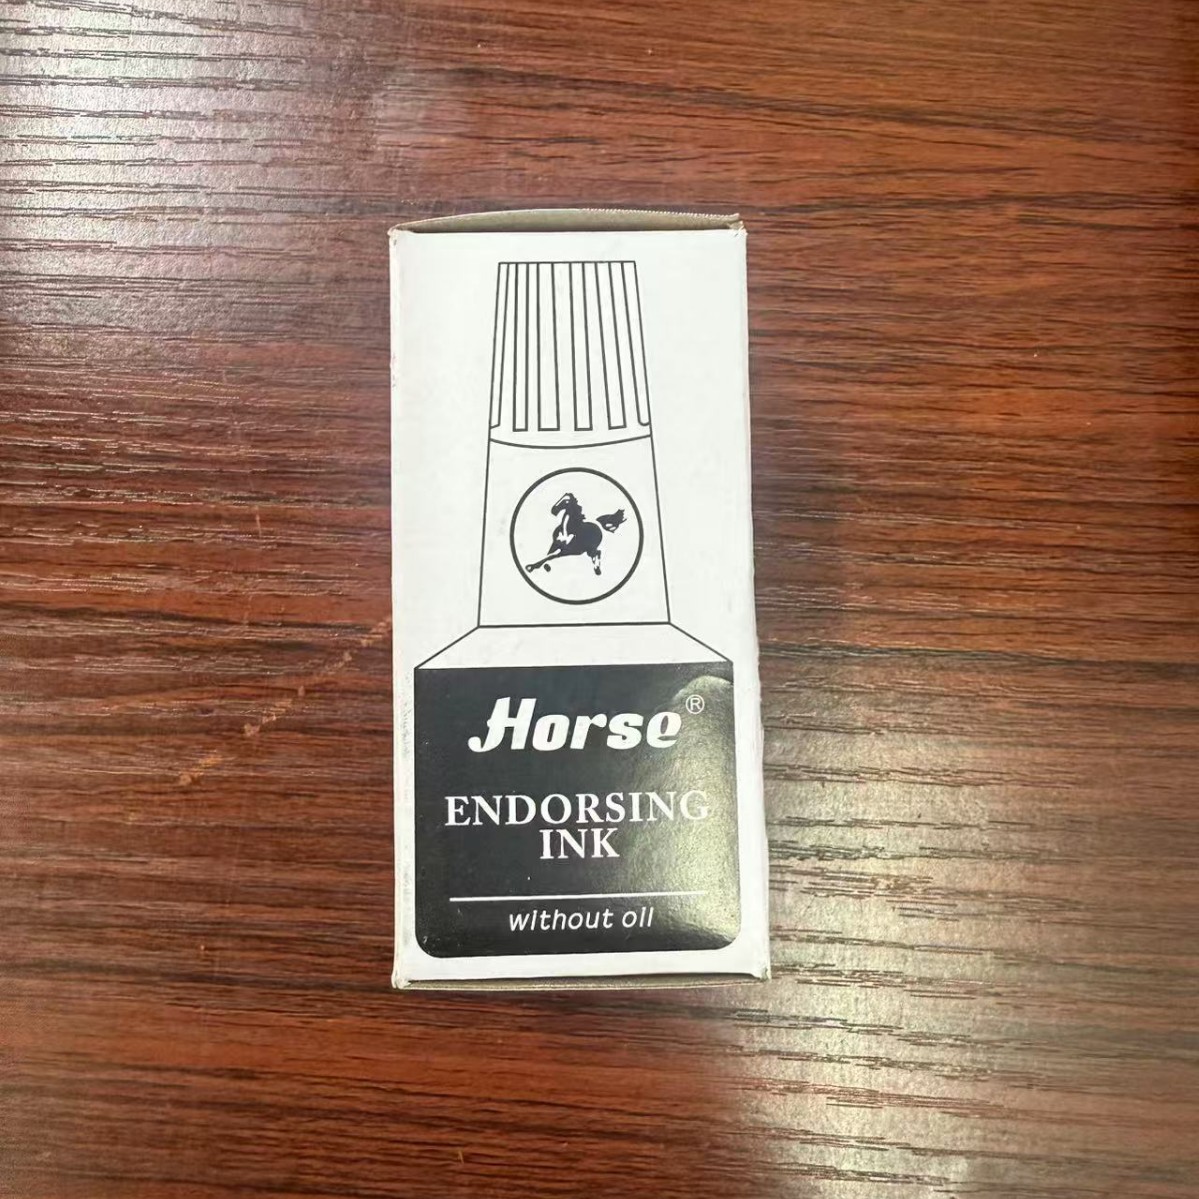 Horse®
ENDORSING
INK
without oil